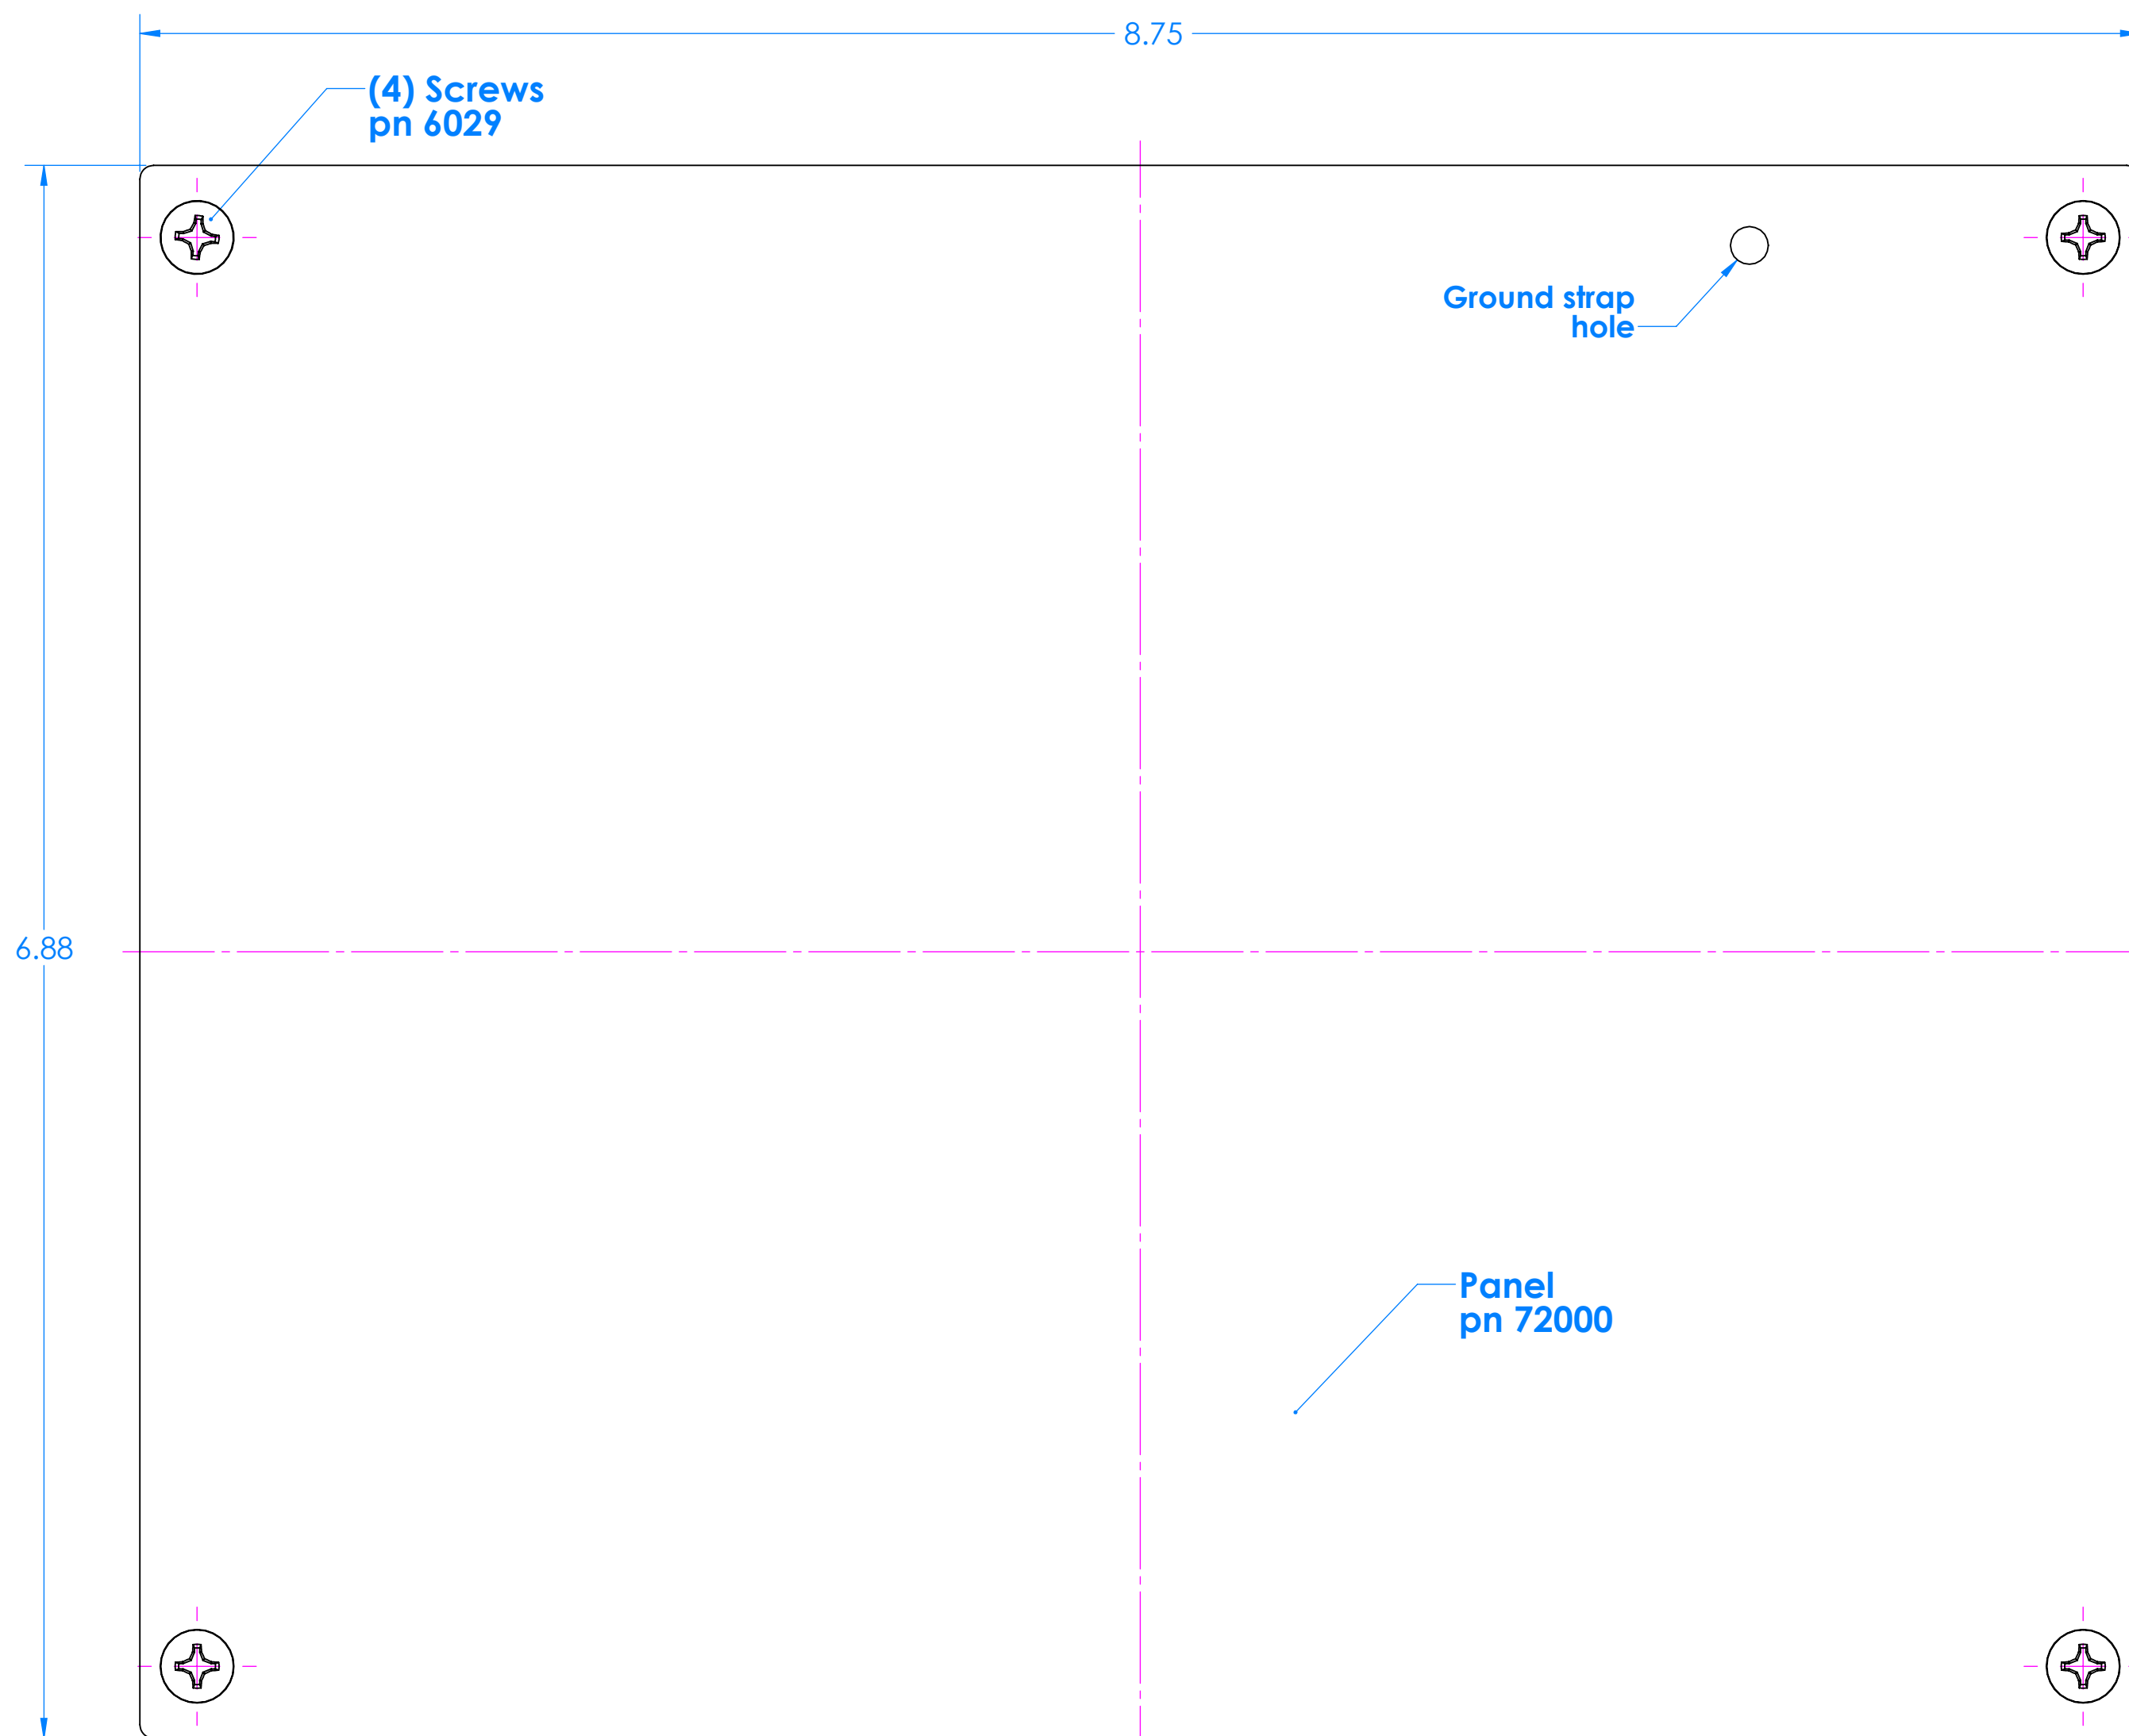 8.75
(4) Screws
pn 6029
Ground strap
hole
6.88
Panel
pn 72000